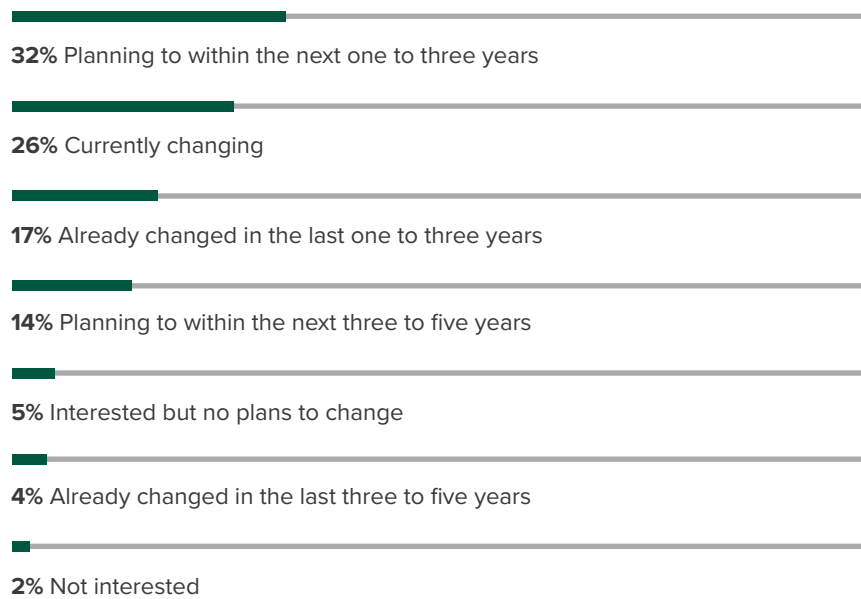 32% Planning to within the next one to three years
26% Currently changing
17% Already changed in the last one to three years
14% Planning to within the next three to five years
5% Interested but no plans to change
4% Already changed in the last three to five years
2% Not interested